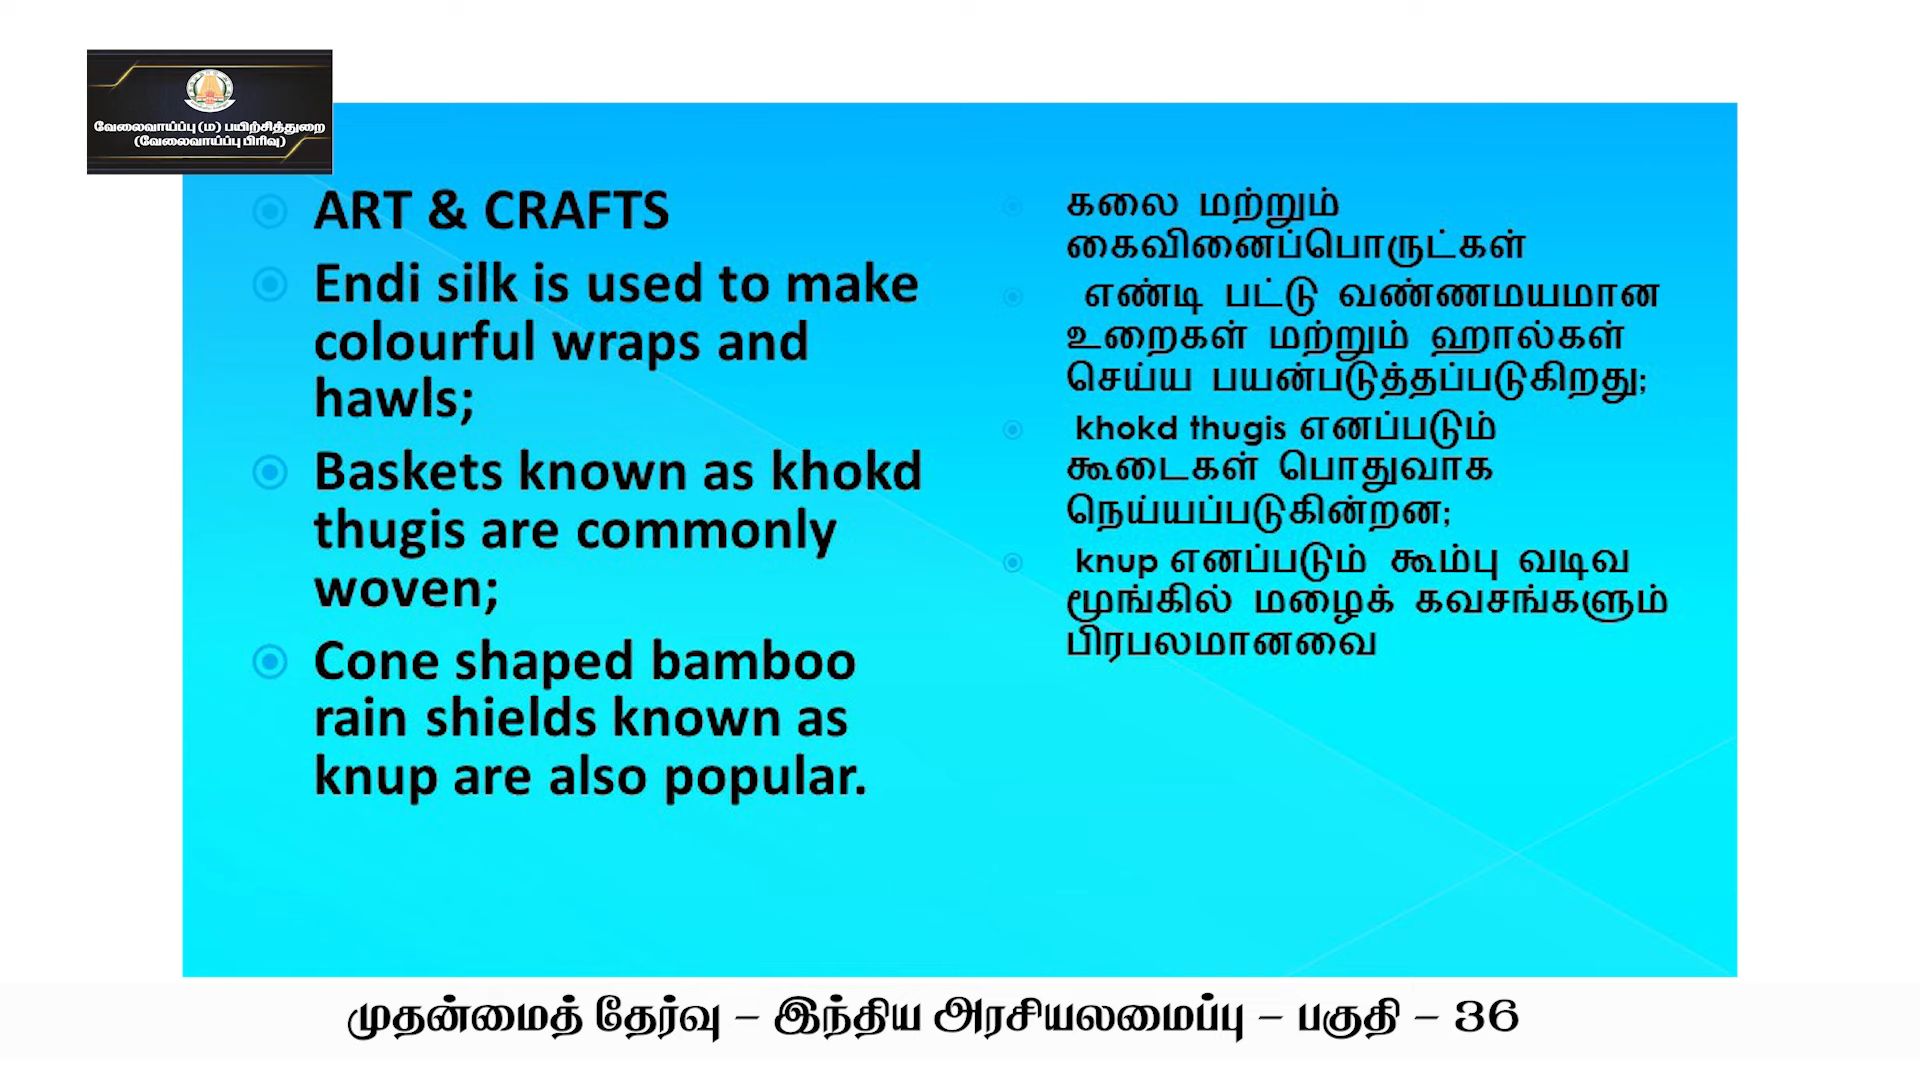 வேலைவாய்ப்பு (ம) பயிற்சித்துறை
(வேலைவாய்ப்பு பிரிவு)
ART & CRAFTS
Endi silk is used to make
colourful wraps and
hawls;
Baskets known as khokd
thugis are commonly
woven;
Cone shaped bamboo
rain shields known as
knup are also popular.
கலை மற்றும்
கைவினைப்பொருட்கள்
எண்டி பட்டு வண்ணமயமான
உறைகள் மற்றும் ஹால்கள்
செய்ய பயன்படுத்தப்படுகிறது;
khokd thugis எனப்படும்
கூடைகள் பொதுவாக
நெய்யப்படுகின்றன;
knup எனப்படும் கூம்பு வடிவ
மூங்கில் மழைக் கவசங்களும்
பிரபலமானவை
முதன்மைத் தேர்வு – இந்திய அரசியலமைப்பு – பகுதி – 36